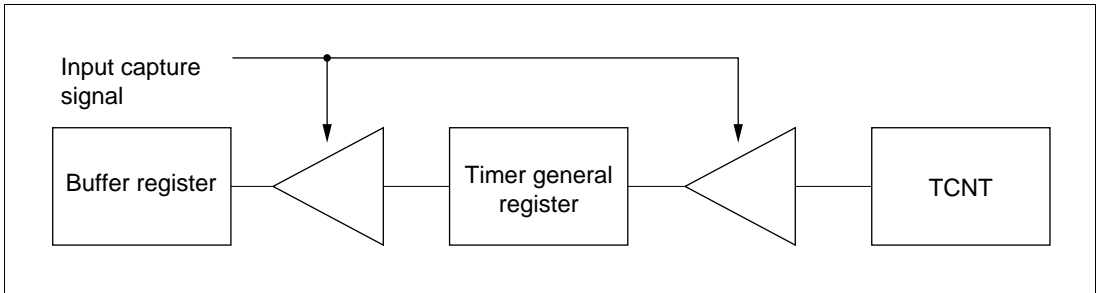 Input capture
signal
Buffer register
Timer general
register
TCNT